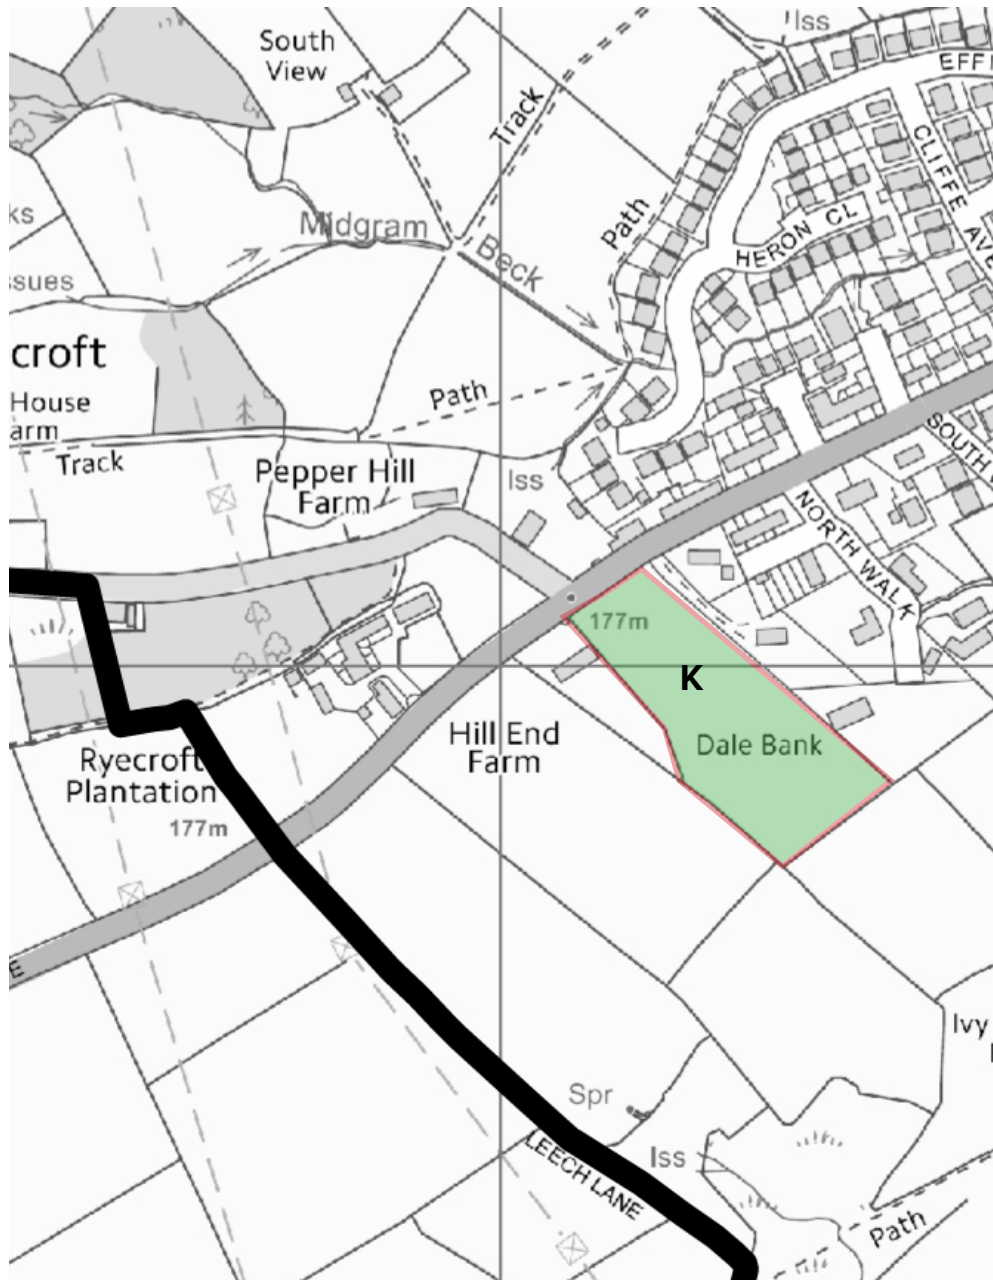 Iss
South
View
EFFI
Track
CLIFFE
AVE
ks
Path
HERON CL
Midgram
Beck
ssues
croft
House
arm
Path
Track
SOUTH
Pepper Hill
Farm
Iss
NORTH WALK
177m
K
Hill End
Farm
Dale Bank
Ryecroft
Plantation
177m
E
Ivy
Spr
Iss
LEECH LANE
Path